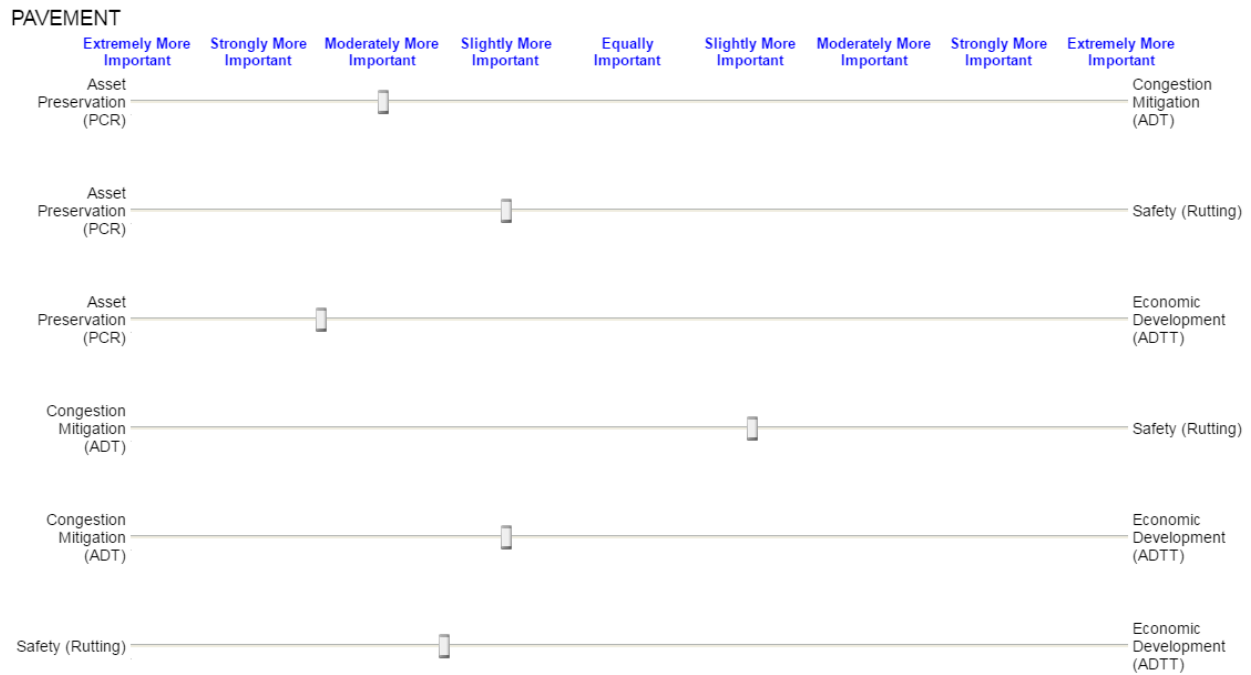 PAVEMENT
Extremely More Strongly More Moderately More Slightly More Equally Slightly More Moderately More Strongly More Extremely More
Important Important Important Important Important Important Important Important Important
Asset
Preservation
(PCR)
Congestion
Mitigation
(ADT)
Asset
Preservation
(PCR)
Safety (Rutting)
Asset
Preservation
(PCR)
Economic
Development
(ADTT)
Congestion
Mitigation
(ADT)
Safety (Rutting)
Congestion
Mitigation
(ADT)
Economic
Development
(ADTT)
Safety (Rutting)
Economic
Development
(ADTT)